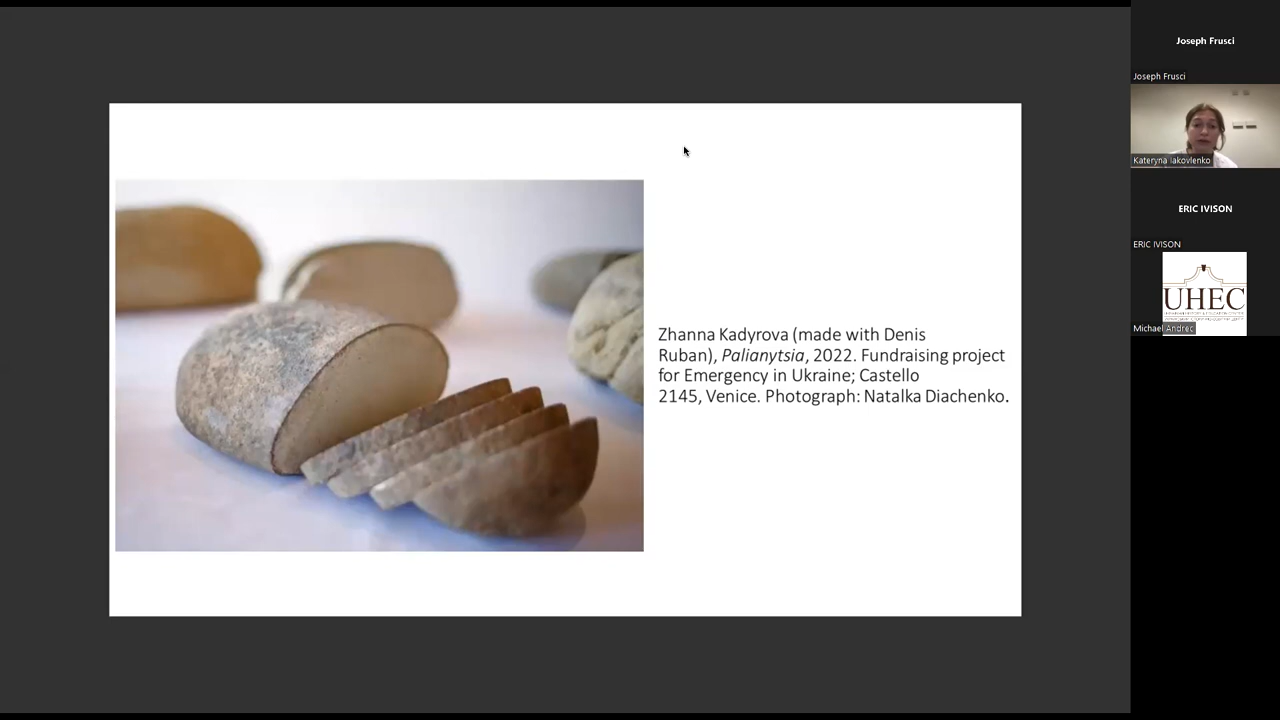 Zhanna Kadyrova (made with Denis
Ruban), Palianytsia, 2022. Fundraising project
for Emergency in Ukraine; Castello
2145, Venice. Photograph: Natalka Diachenko.
Joseph Frusci
Joseph Frusci
Kateryna Iakovlenko
ERIC IVISON
ERIC IVISON
UHEC
Michael Andrec